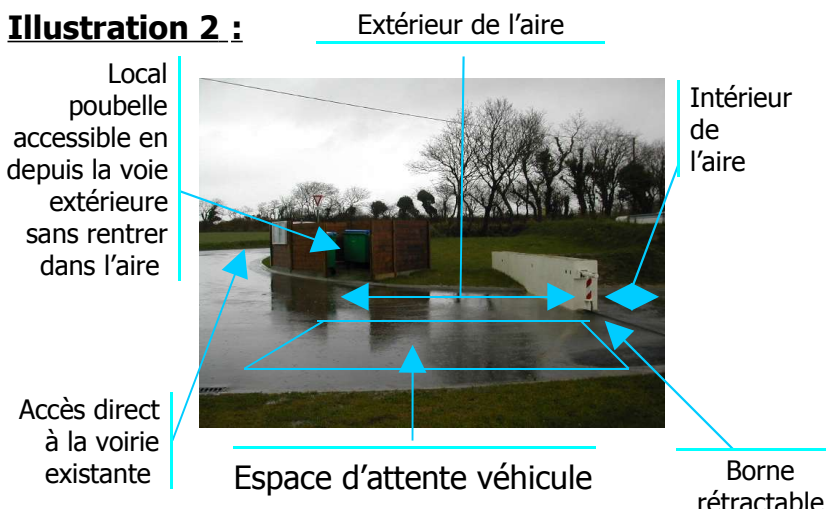 Illustration 2 :
Extérieur de l’aire
Local
poubelle
accessible en
depuis la voie
extérieure
sans rentrer
dans l’aire
Intérieur
de
l’aire
Accès direct
à la voirie
existante
Espace d’attente véhicule
Borne
rétractable